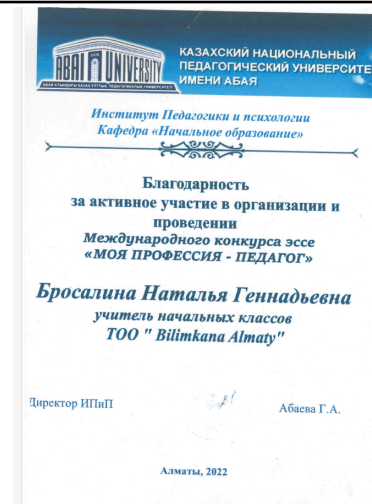 ABAI UNIVERSITY
КАЗАХСКИЙ НАЦИОНАЛЬНЫЙ
ПЕДАГОГИЧЕСКИЙ УНИВЕРСИТЕ
ИМЕНИ АБАЯ
Институт Педагогики и психологии
Кафедра «Начальное образование»
Благодарность
за активное участие в организации и
проведении
Международного конкурса эссе
«МОЯ ПРОФЕССИЯ - ПЕДАГОГ»
Бросалина Наталья Геннадьевна
учитель начальных классов
ТОО " Bilimkana Almaty"
Директор ИПиП
Абаева Г.А.
Алматы, 2022